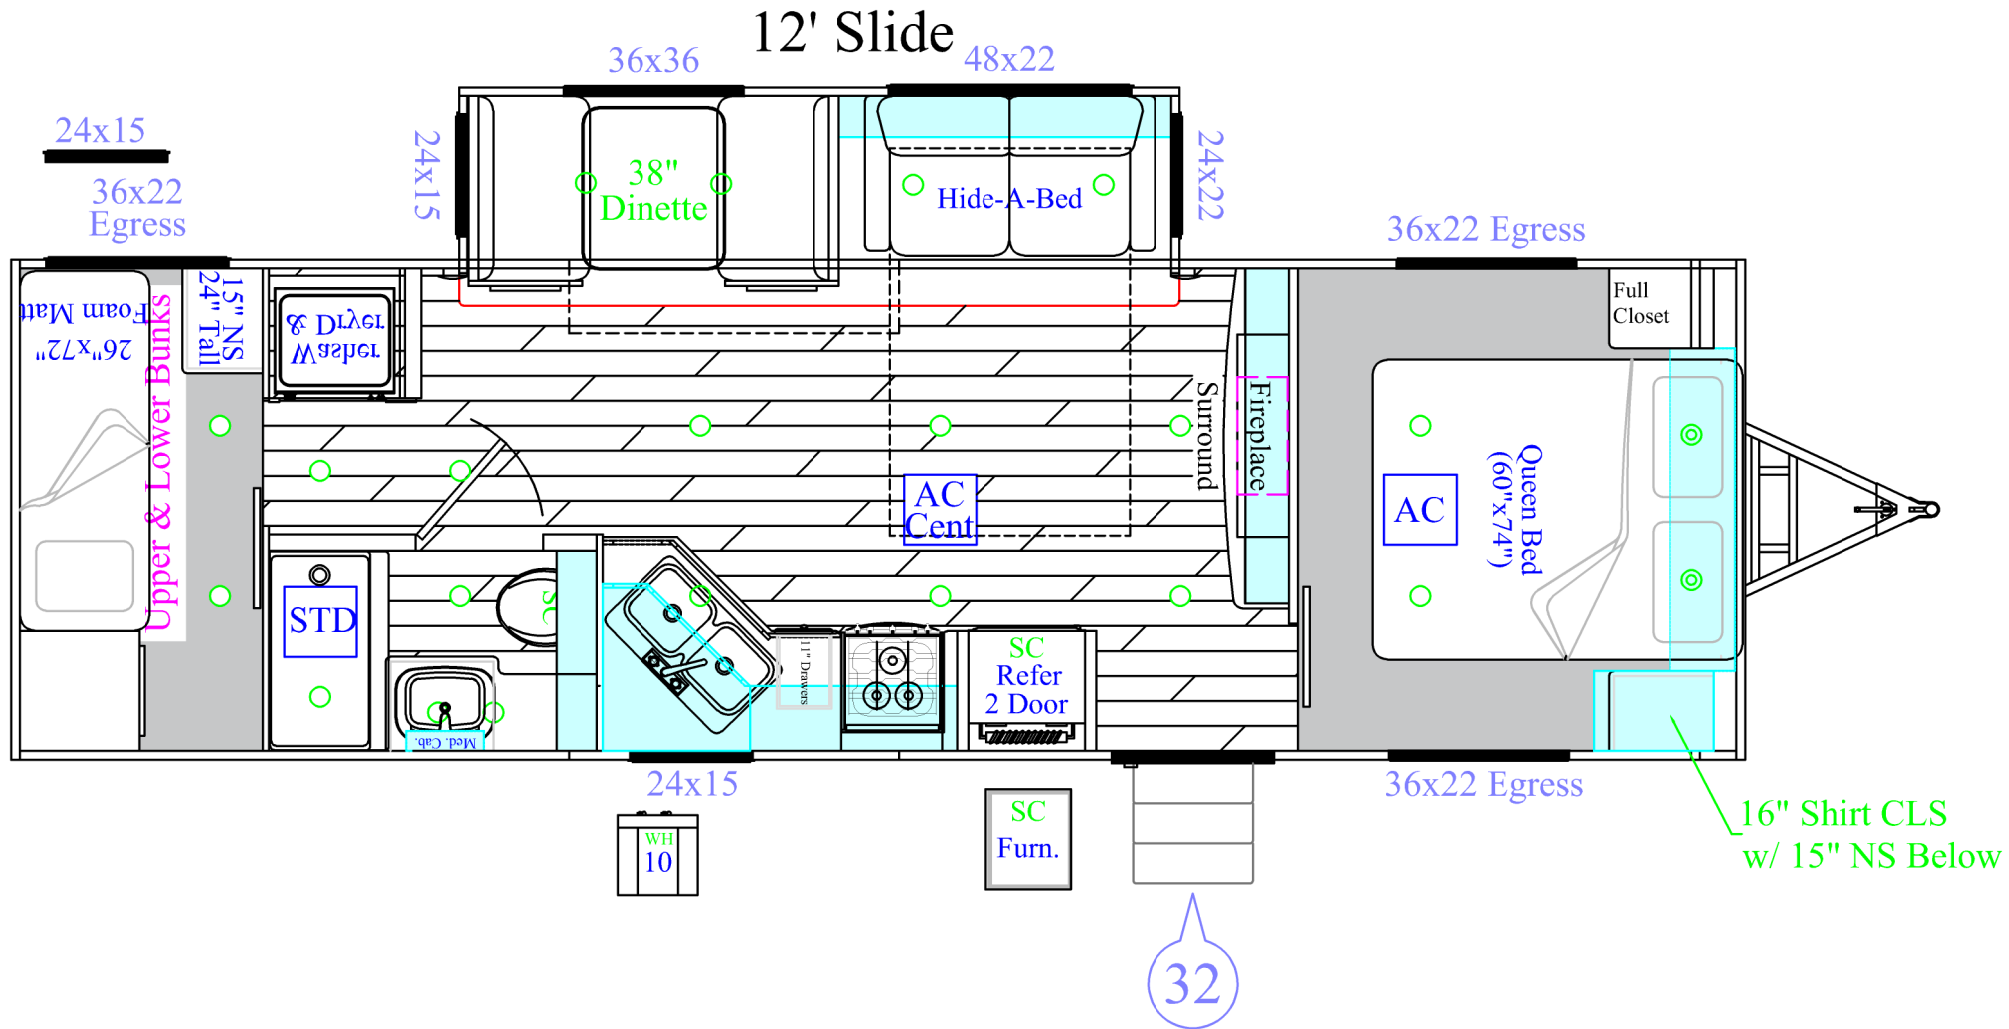 12' Slide
36x36
48x22
24x15
36x22
Egress
24x15
38"
Dinette
Hide-A-Bed
24x22
36x22 Egress
Foam Matt
26"x72"
Upper & Lower Bunks
15" NS
24" Tall
Washer
& Dryer
Full
Closet
Surround
Fireplace
AC
Cent
AC
Queen Bed
(60"x74")
STD
SC
Med. Cab.
11" Drawers
SC
Refer
2 Door
24x15
36x22 Egress
WH
10
SC
Furn.
16" Shirt CLS
w/ 15" NS Below
32